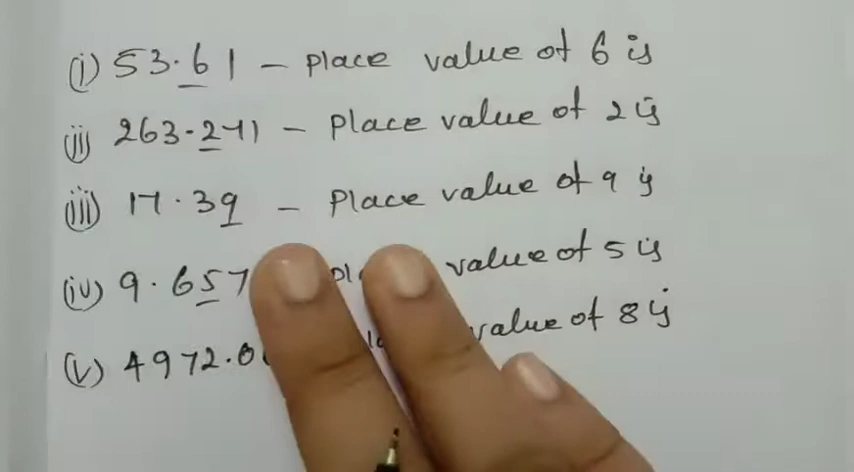 (i) 53.61 - place value of 6 is
(ii) 263.241 - place value of 2 is
(iii) 17.39 - place value of 9 is
(iv) 9.657 value of 5 is
(v) 4972.0 value of 8 is